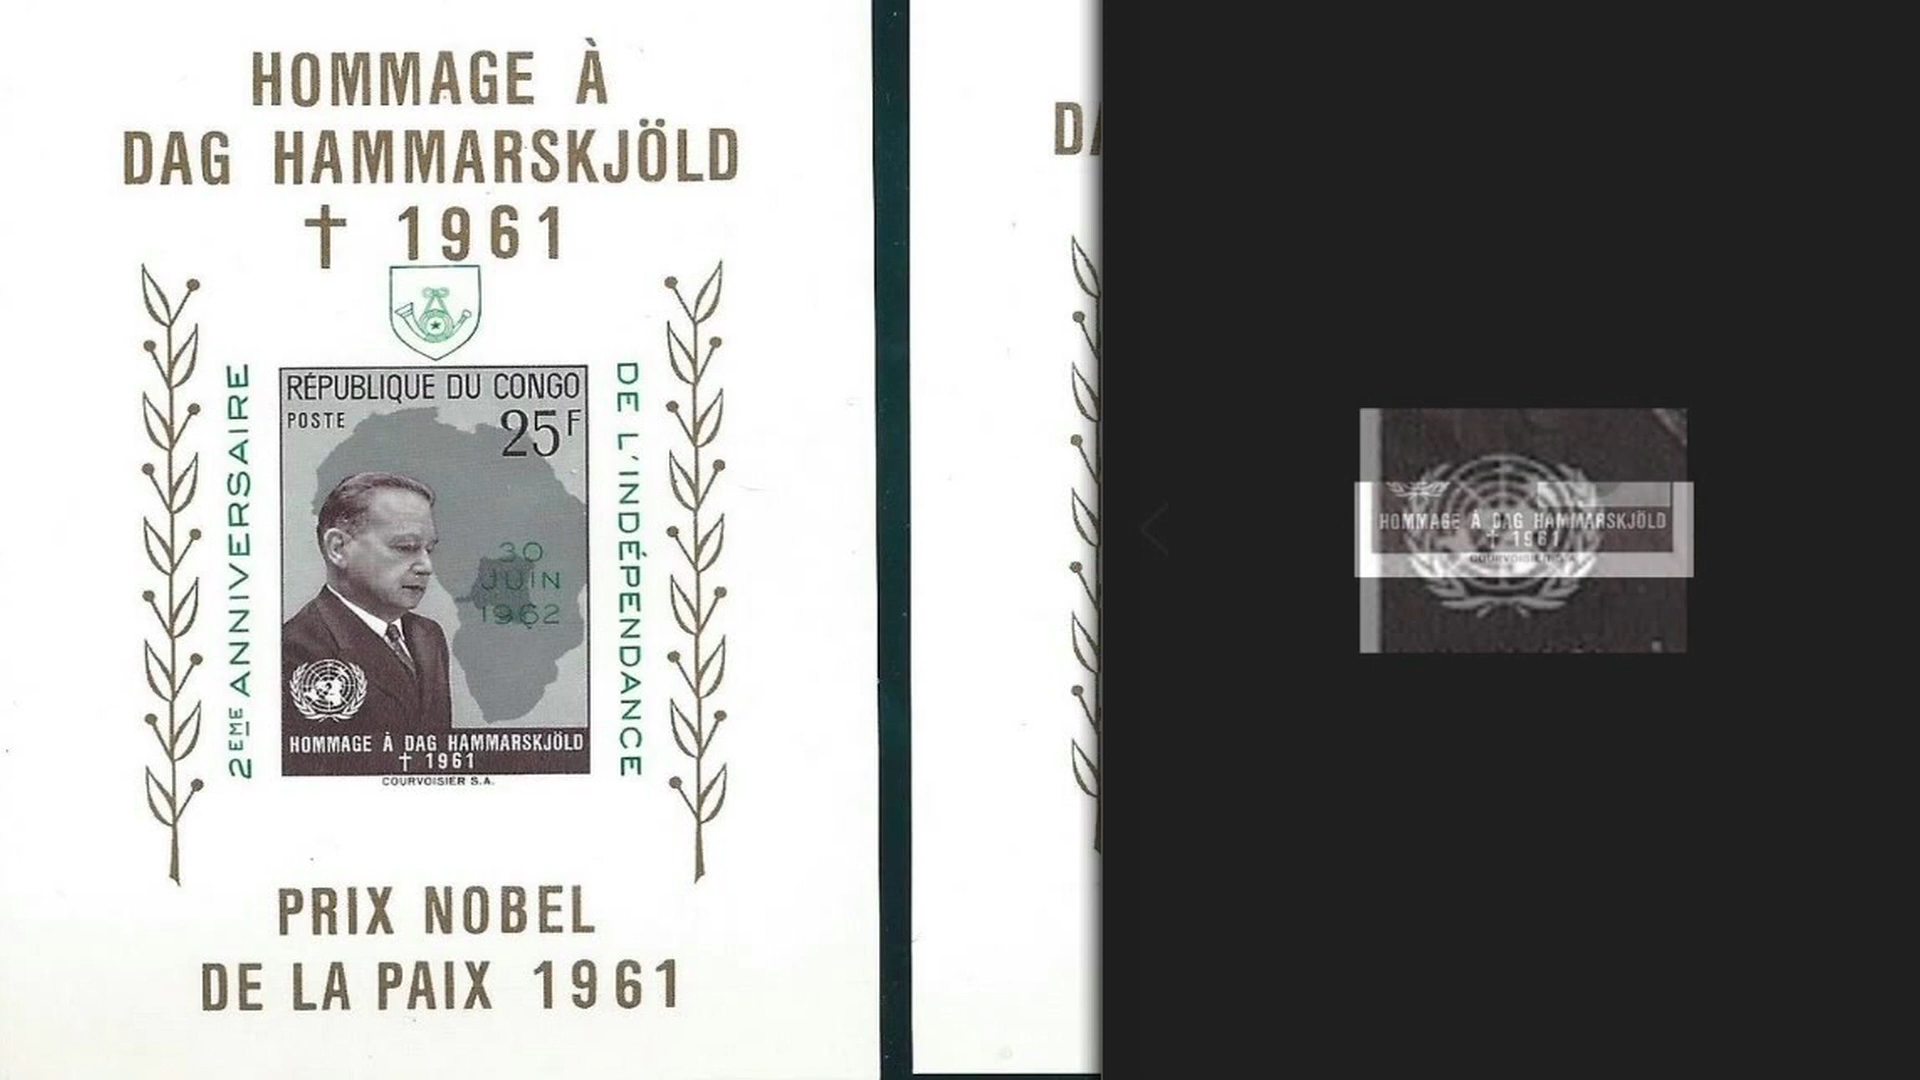 HOMMAGE À
DAG HAMMARSKJÖLD
† 1961
2EME ANNIVERSAIRE
DE L'INDÉPENDANCE
RÉPUBLIQUE DU CONGO
POSTE
25F
30
JUIN
1962
HOMMAGE À DAG HAMMARSKJÖLD
† 1961
COURVOISIER S.A.
PRIX NOBEL
DE LA PAIX 1961
DA
HOMMAGE À DAG HAMMARSKJÖLD
† 1961
COURVOISIER S.A.